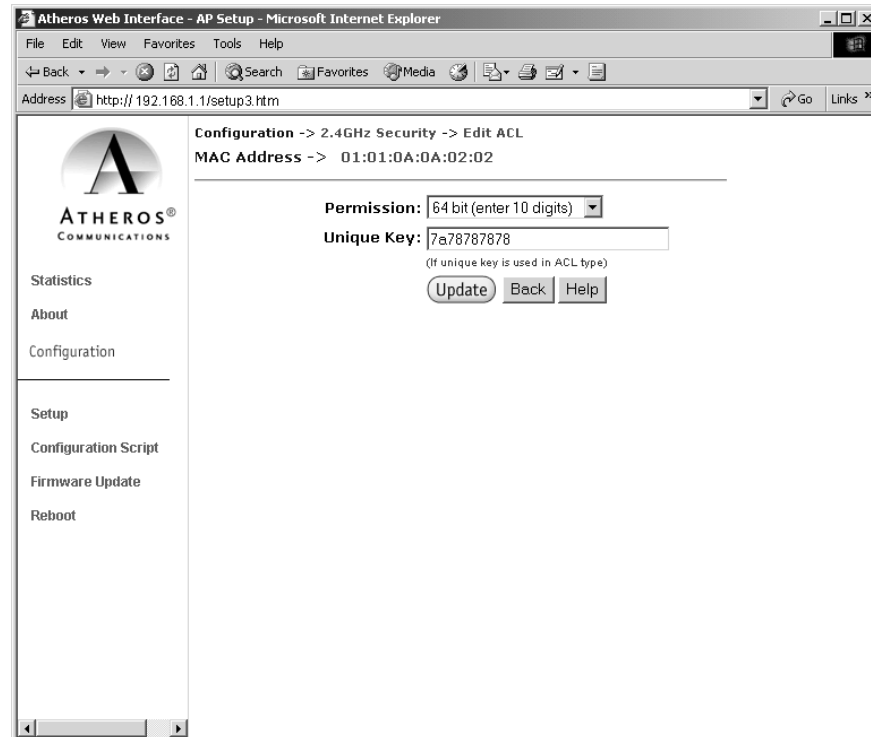 Atheros Web Interface - AP Setup - Microsoft Internet Explorer
File Edit View Favorites Tools Help
Back Search Favorites Media
Address http://192.168.1.1/setup3.htm Go Links »
ATHEROS®
COMMUNICATIONS
Statistics
About
Configuration
Setup
Configuration Script
Firmware Update
Reboot
Configuration -> 2.4GHz Security -> Edit ACL
MAC Address -> 01:01:0A:0A:02:02
Permission: 64 bit (enter 10 digits)
Unique Key: 7a78787878
(If unique key is used in ACL type)
Update Back Help